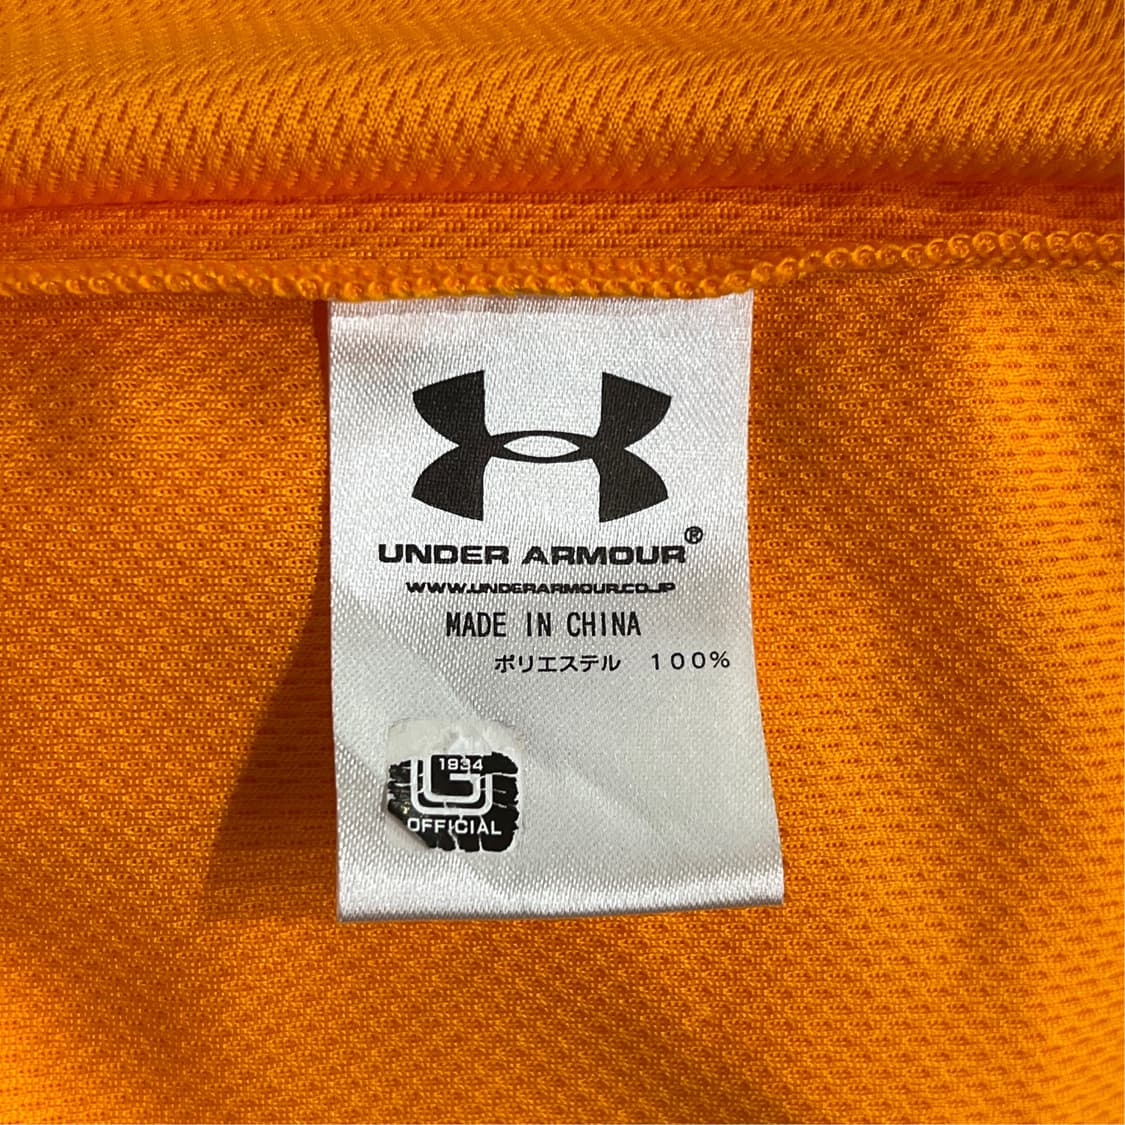 UNDER ARMOUR®
WWW.UNDERARMOUR.CO.JP
MADE IN CHINA
ポリエステル　１００％
1934
G
OFFICIAL